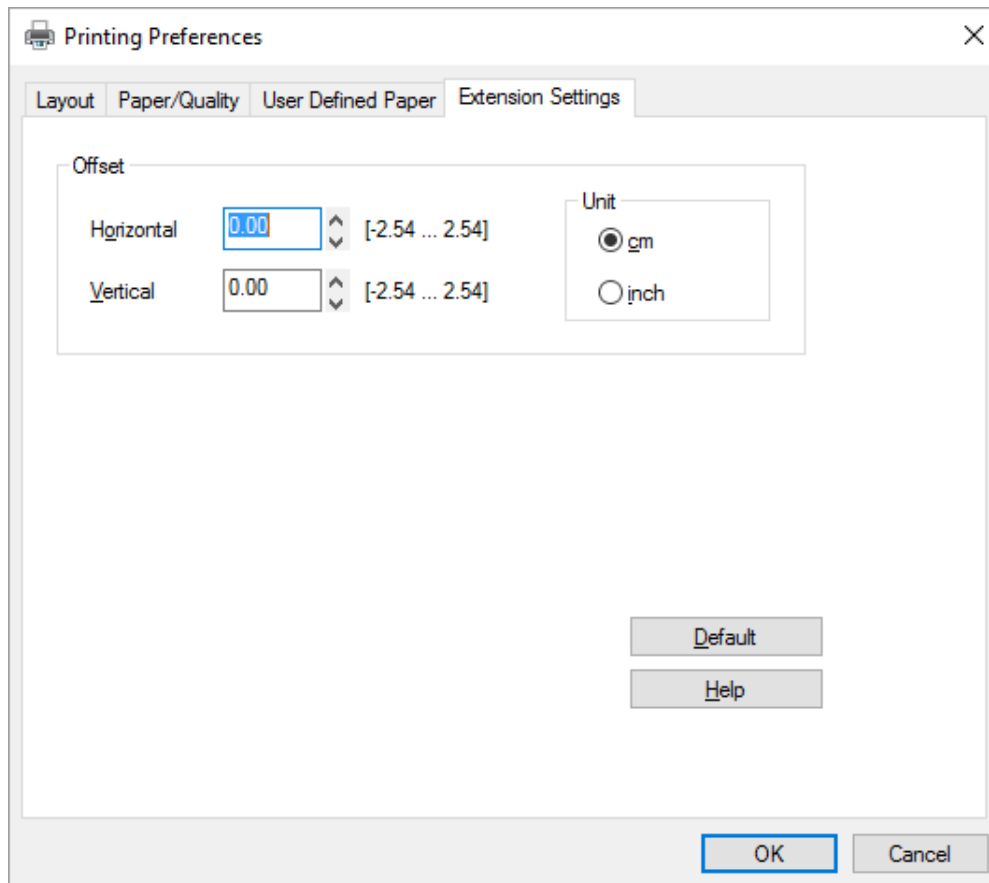 Printing Preferences
Layout Paper/Quality User Defined Paper Extension Settings
Offset
Unit
Horizontal 0.00 [-2.54 ... 2.54]
cm
Vertical 0.00 [-2.54 ... 2.54]
inch
Default
Help
OK Cancel